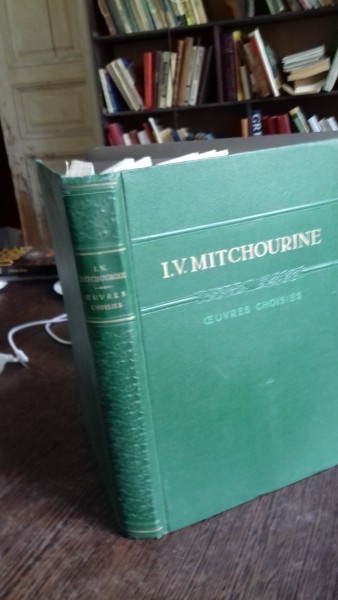 I.V. MITCHOURINE
ŒUVRES CHOISIES
I.V.
MITCHOURINE
ŒUVRES
CHOISIES